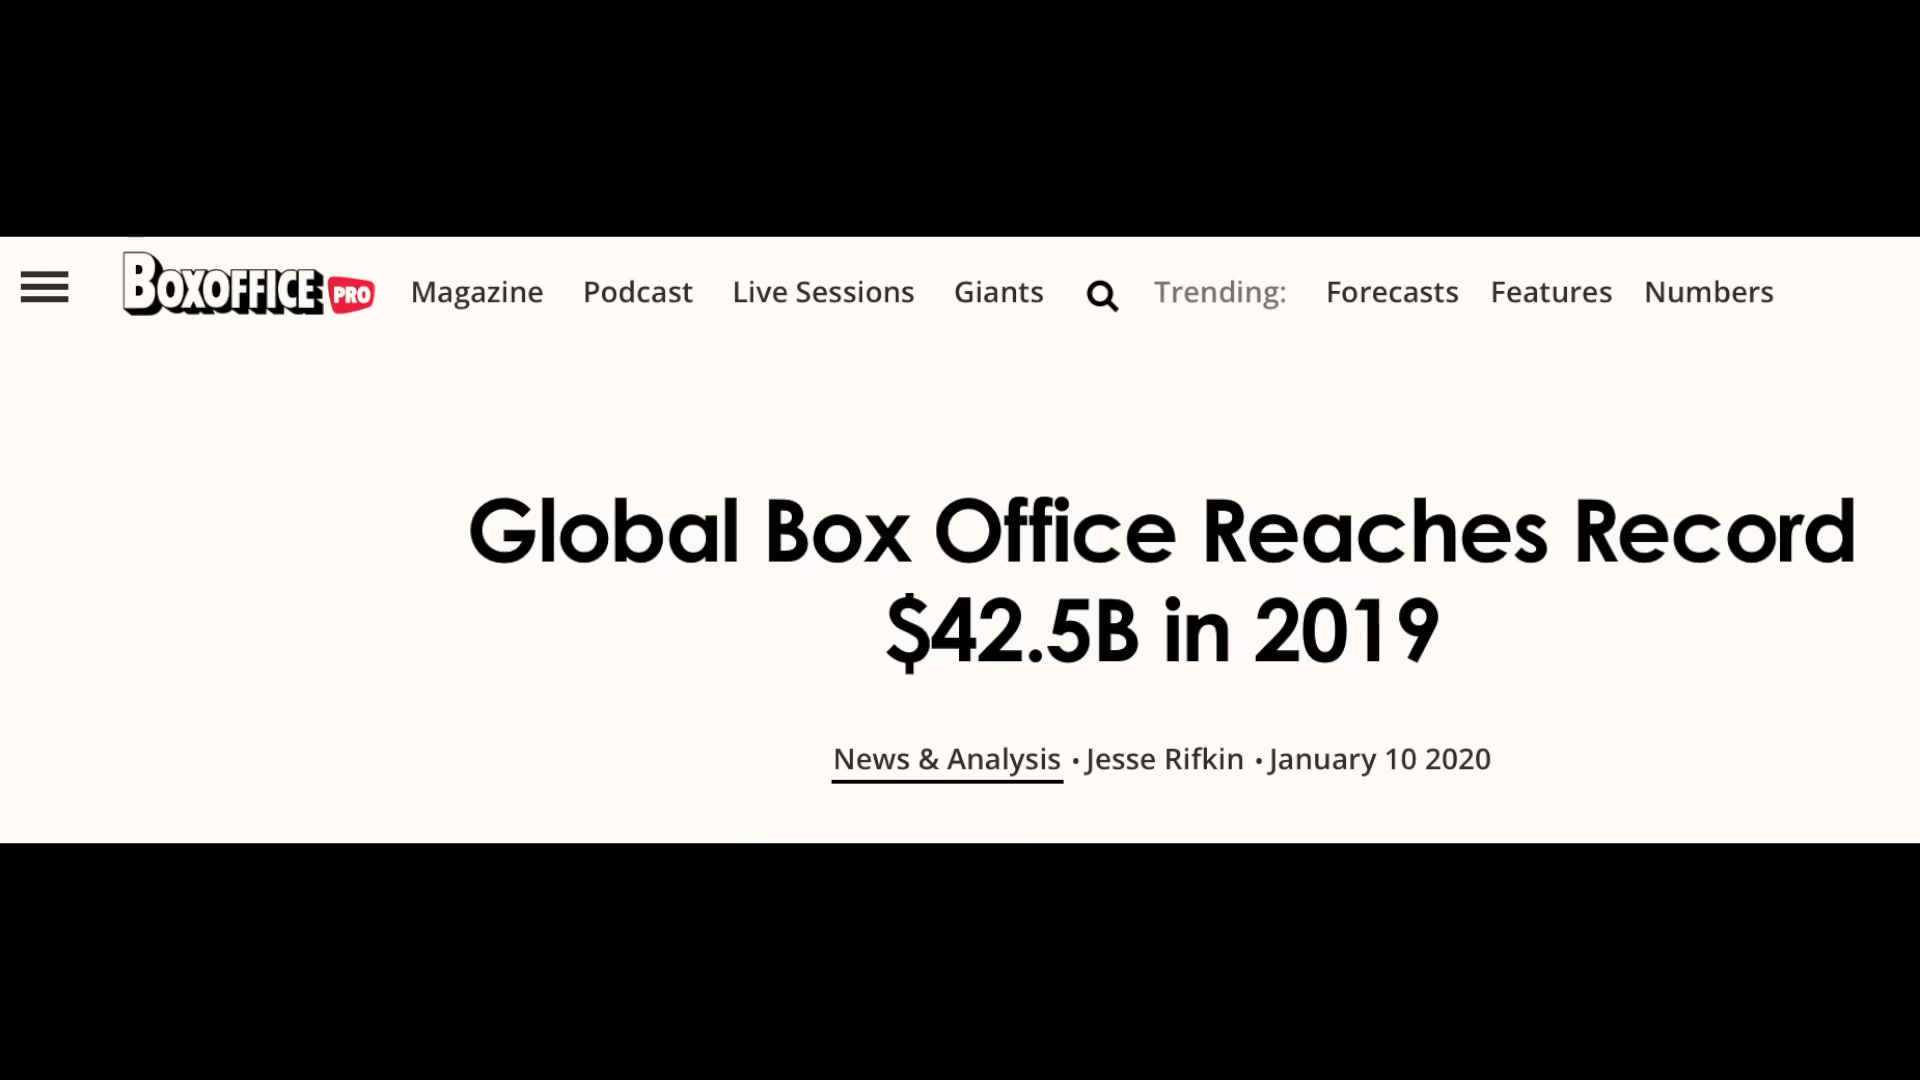 BOXOFFICE PRO Magazine Podcast Live Sessions Giants Trending: Forecasts Features Numbers
Global Box Office Reaches Record
$42.5B in 2019
News & Analysis • Jesse Rifkin • January 10 2020